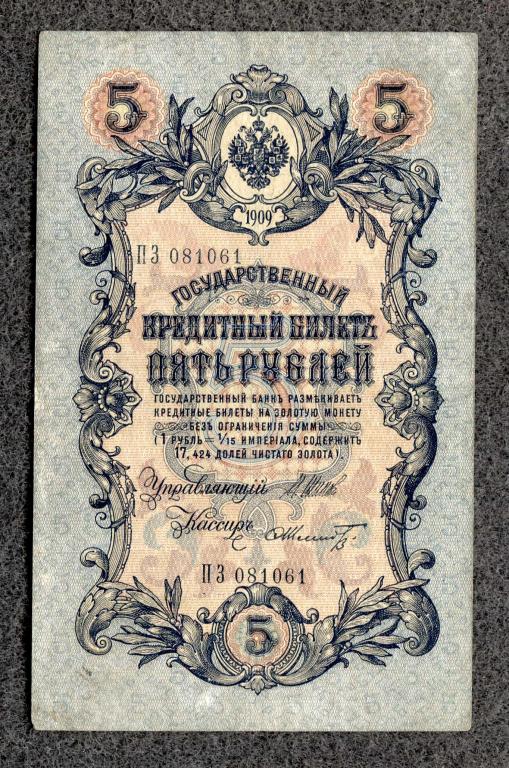 5 5
1909
ПЗ 081061
ГОСУДАРСТВЕННЫЙ
КРЕДИТНЫЙ БИЛЕТЪ
ПЯТЬ РУБЛЕЙ
ГОСУДАРСТВЕННЫЙ БАНКЪ РАЗМѢНИВАЕТЪ
КРЕДИТНЫЕ БИЛЕТЫ НА ЗОЛОТУЮ МОНЕТУ
БЕЗЪ ОГРАНИЧЕНІЯ СУММЫ
(1 РУБЛЬ = 1/15 ИМПЕРІАЛА, СОДЕРЖИТЪ
17,424 ДОЛЕЙ ЧИСТАГО ЗОЛОТА).
Управляющій
Кассиръ
ПЗ 081061
5